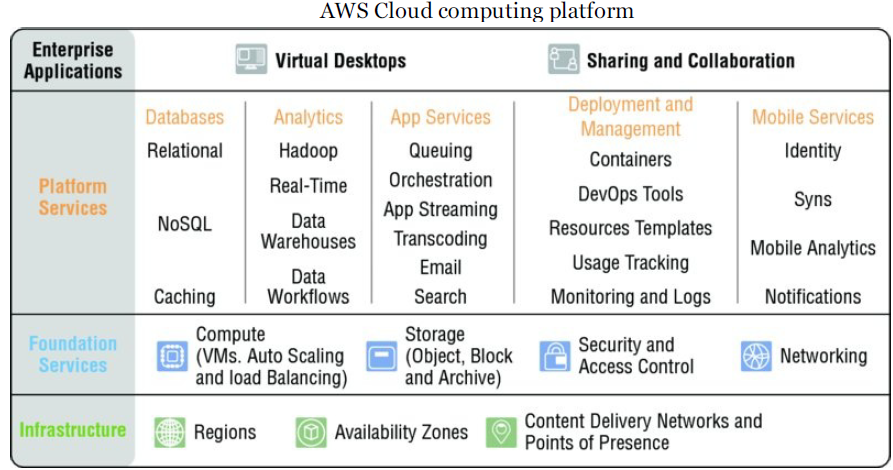 AWS Cloud computing platform
Enterprise
Applications
Virtual Desktops
Sharing and Collaboration
Platform
Services
Databases
Relational
NoSQL
Caching
Analytics
Hadoop
Real-Time
Data
Warehouses
Data
Workflows
App Services
Queuing
Orchestration
App Streaming
Transcoding
Email
Search
Deployment and
Management
Containers
DevOps Tools
Resources Templates
Usage Tracking
Monitoring and Logs
Mobile Services
Identity
Syns
Mobile Analytics
Notifications
Foundation
Services
Compute
(VMs. Auto Scaling
and load Balancing)
Storage
(Object, Block
and Archive)
Security and
Access Control
Networking
Infrastructure
Regions
Availability Zones
Content Delivery Networks and
Points of Presence